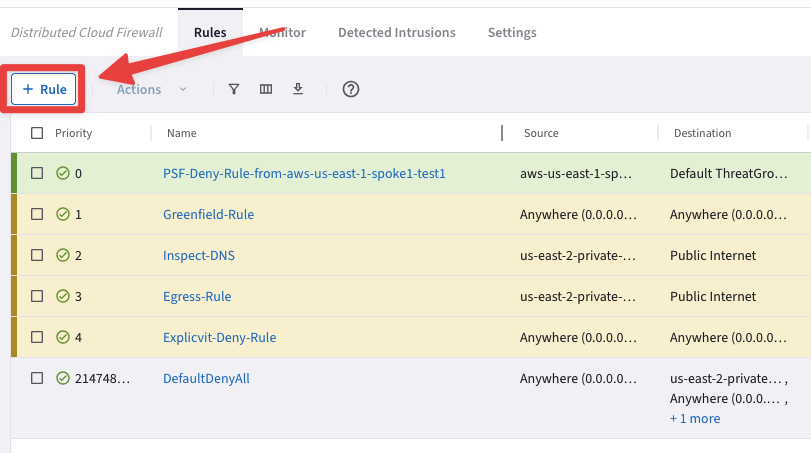 Distributed Cloud Firewall Rules Monitor Detected Intrusions Settings
+ Rule Actions
Priority Name Source Destination
0 PSF-Deny-Rule-from-aws-us-east-1-spoke1-test1 aws-us-east-1-sp... Default ThreatGro...
1 Greenfield-Rule Anywhere (0.0.0.0... Anywhere (0.0.0.0...
2 Inspect-DNS us-east-2-private-... Public Internet
3 Egress-Rule us-east-2-private-... Public Internet
4 Explicvit-Deny-Rule Anywhere (0.0.0.0... Anywhere (0.0.0.0...
214748... DefaultDenyAll Anywhere (0.0.0.0... us-east-2-private... ,
Anywhere (0.0.0.... ,
+ 1 more